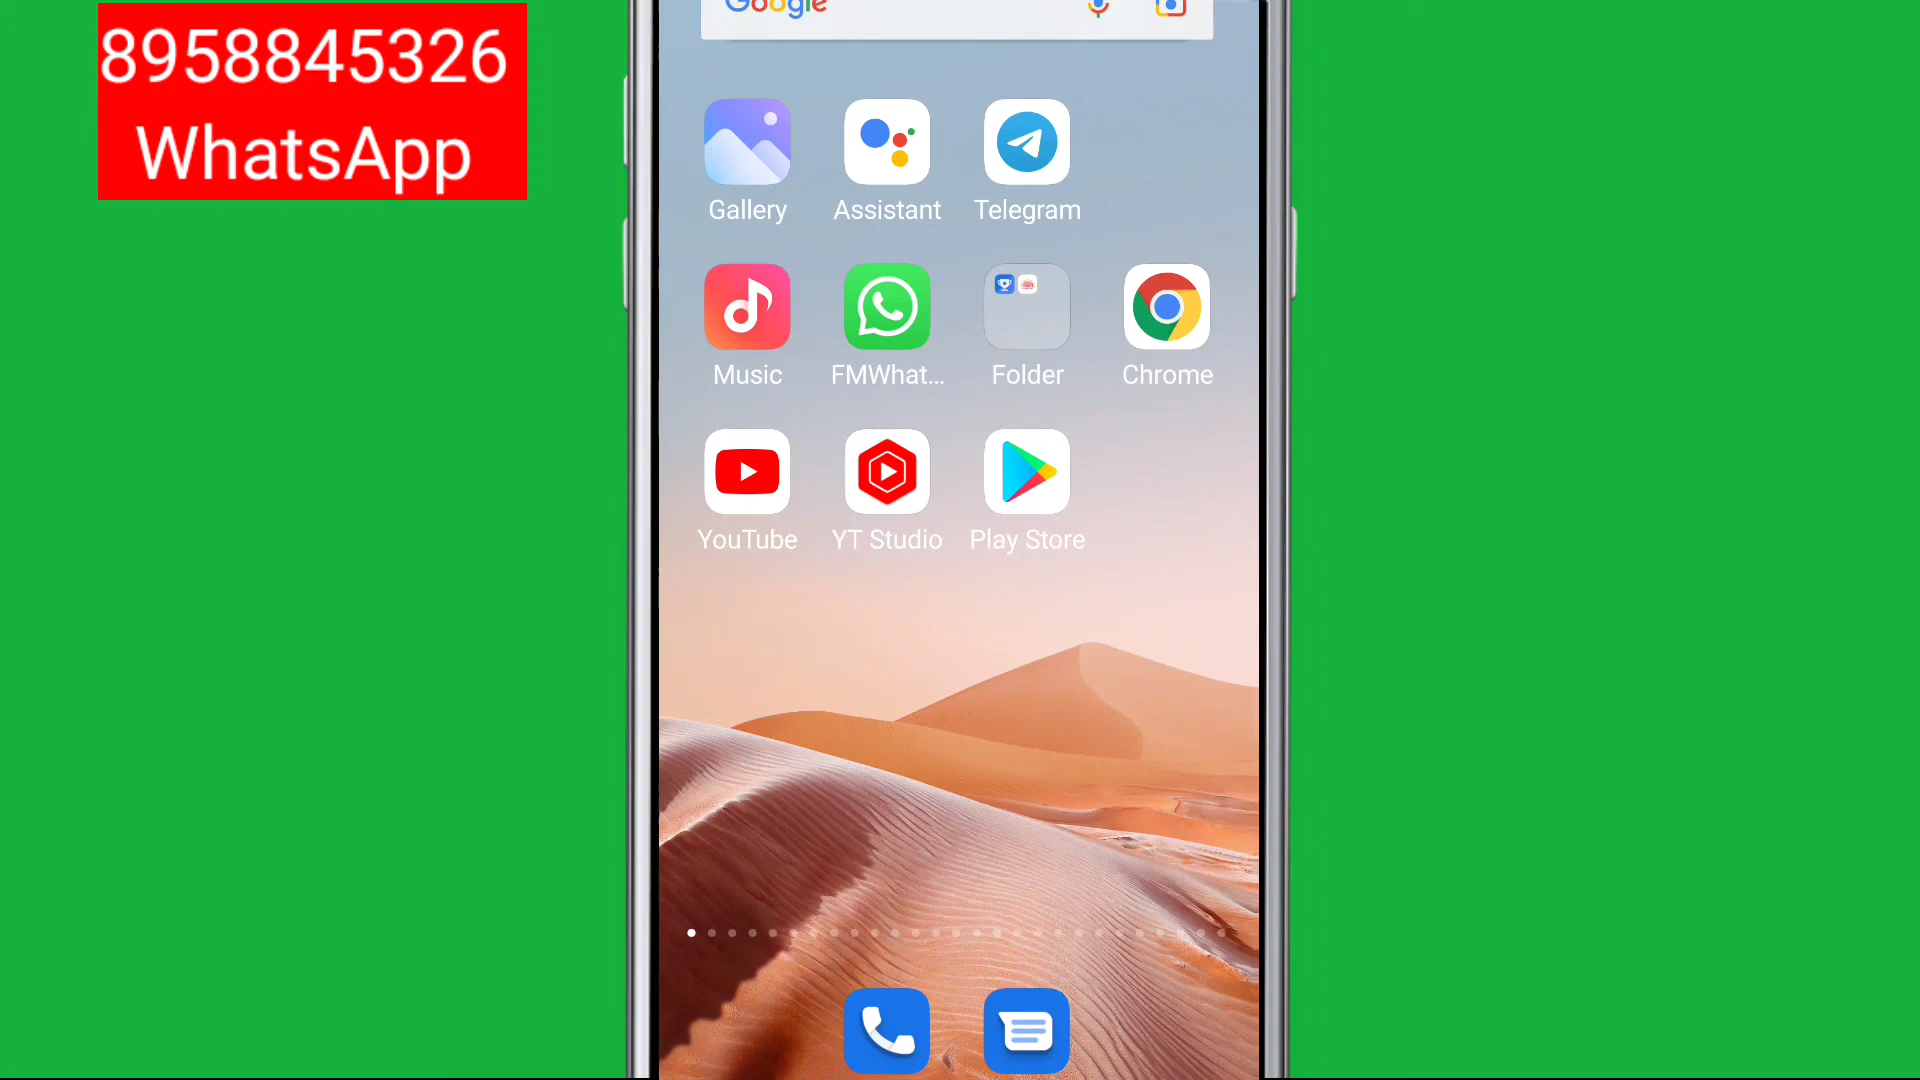 8958845326
WhatsApp
Google
Gallery
Assistant
Telegram
Music
FMWhat...
Folder
Chrome
YouTube
YT Studio
Play Store